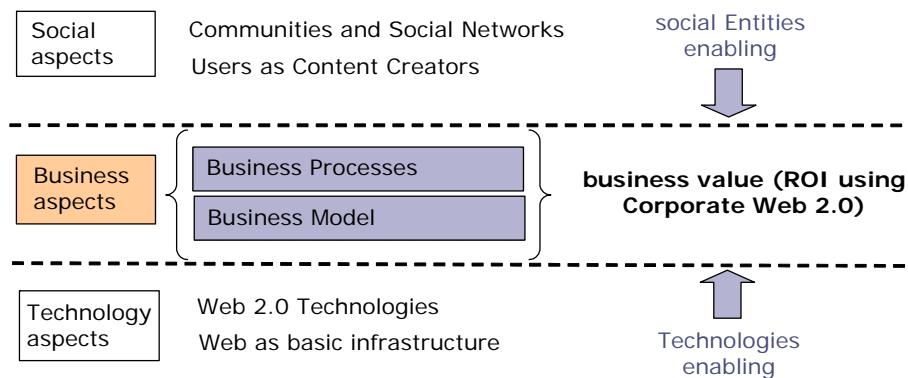 Social
aspects
Communities and Social Networks
Users as Content Creators
social Entities
enabling
Business
aspects
Business Processes
Business Model
business value (ROI using
Corporate Web 2.0)
Technology
aspects
Web 2.0 Technologies
Web as basic infrastructure
Technologies
enabling